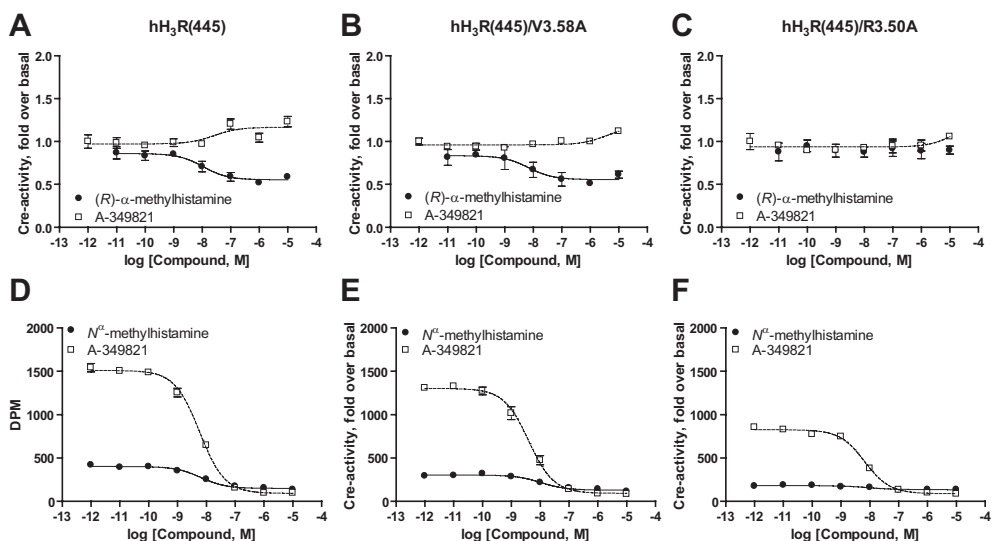 A
hH3R(445)
Cre-activity, fold over basal
2.0
1.5
1.0
0.5
0.0
(R)-α-methylhistamine
A-349821
-13 -12 -11 -10 -9 -8 -7 -6 -5 -4
log [Compound, M]
B
hH3R(445)/V3.58A
Cre-activity, fold over basal
2.0
1.5
1.0
0.5
0.0
(R)-α-methylhistamine
A-349821
-13 -12 -11 -10 -9 -8 -7 -6 -5 -4
log [Compound, M]
C
hH3R(445)/R3.50A
Cre-activity, fold over basal
2.0
1.5
1.0
0.5
0.0
(R)-α-methylhistamine
A-349821
-13 -12 -11 -10 -9 -8 -7 -6 -5 -4
log [Compound, M]
D
DPM
2000
1500
1000
500
0
Nα-methylhistamine
A-349821
-13 -12 -11 -10 -9 -8 -7 -6 -5 -4
log [Compound, M]
E
Cre-activity, fold over basal
2000
1500
1000
500
0
Nα-methylhistamine
A-349821
-13 -12 -11 -10 -9 -8 -7 -6 -5 -4
log [Compound, M]
F
Cre-activity, fold over basal
2000
1500
1000
500
0
Nα-methylhistamine
A-349821
-13 -12 -11 -10 -9 -8 -7 -6 -5 -4
log [Compound, M]